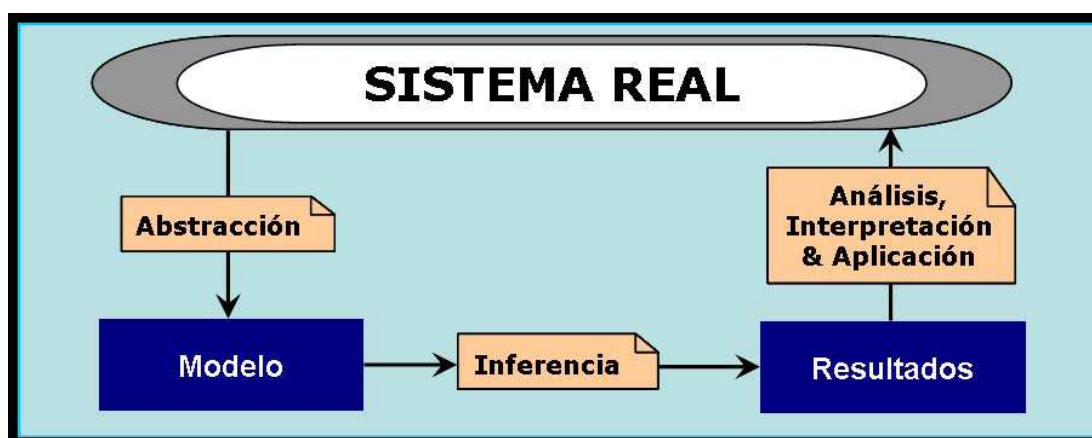 SISTEMA REAL
Abstracción
Modelo
Inferencia
Resultados
Análisis,
Interpretación
& Aplicación